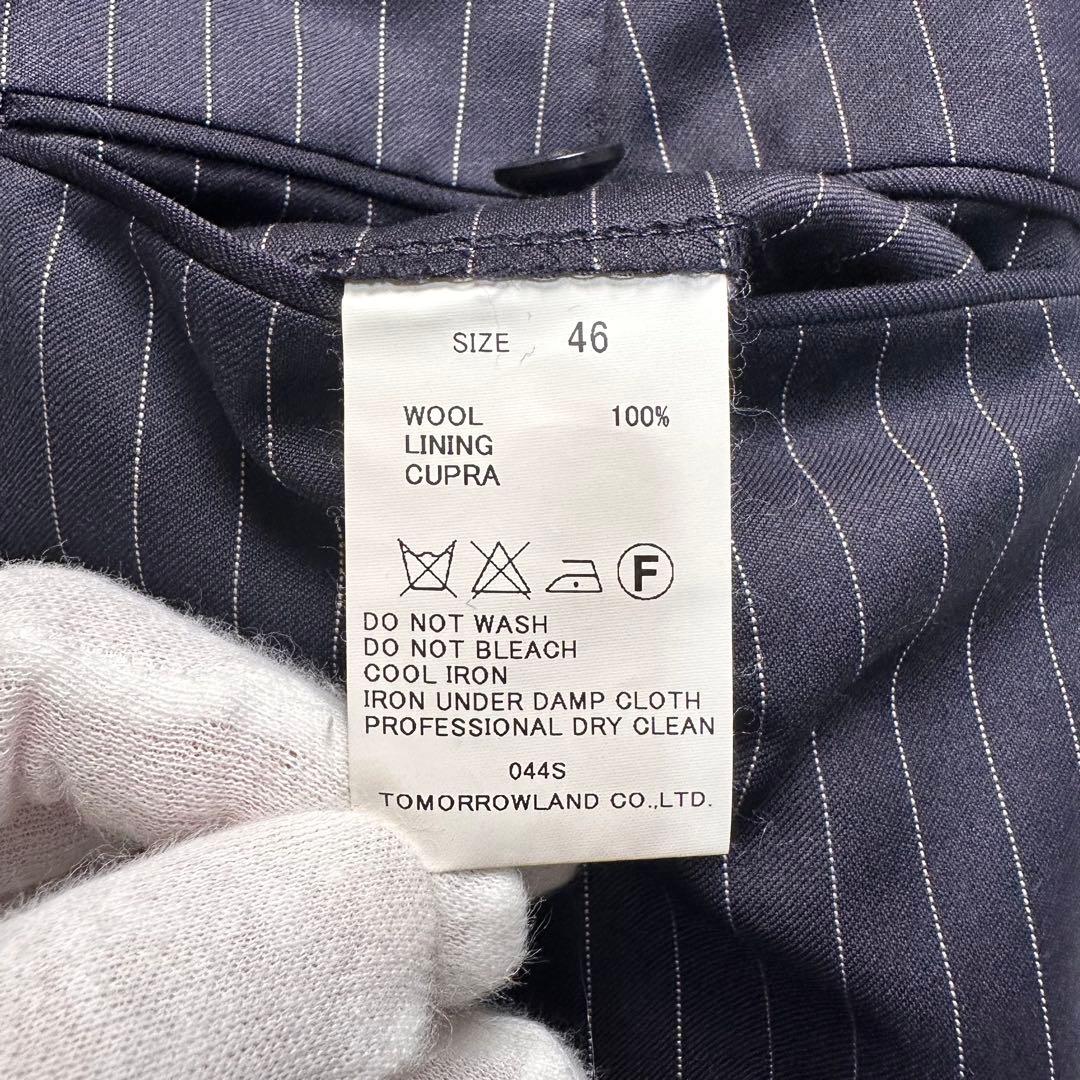 SIZE 46
WOOL 100%
LINING
CUPRA
F
DO NOT WASH
DO NOT BLEACH
COOL IRON
IRON UNDER DAMP CLOTH
PROFESSIONAL DRY CLEAN
044S
TOMORROWLAND CO.,LTD.